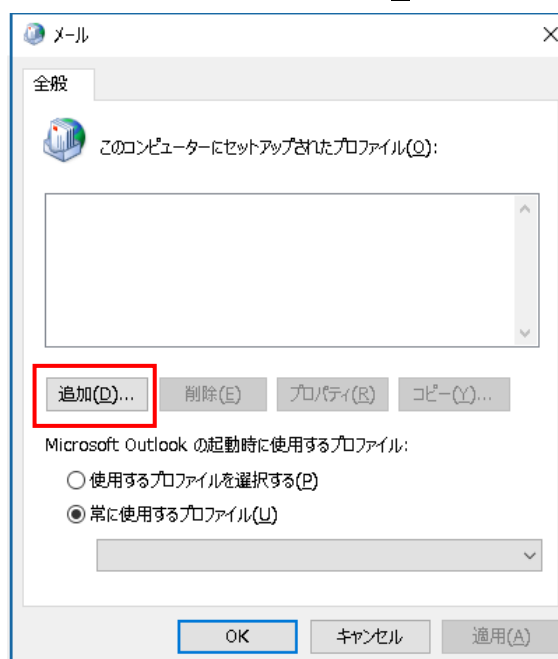 メール
全般
このコンピューターにセットアップされたプロファイル(O):
追加(D)... 削除(E) プロパティ(R) コピー(Y)...
Microsoft Outlook の起動時に使用するプロファイル:
使用するプロファイルを選択する(P)
常に使用するプロファイル(U)
OK キャンセル 適用(A)